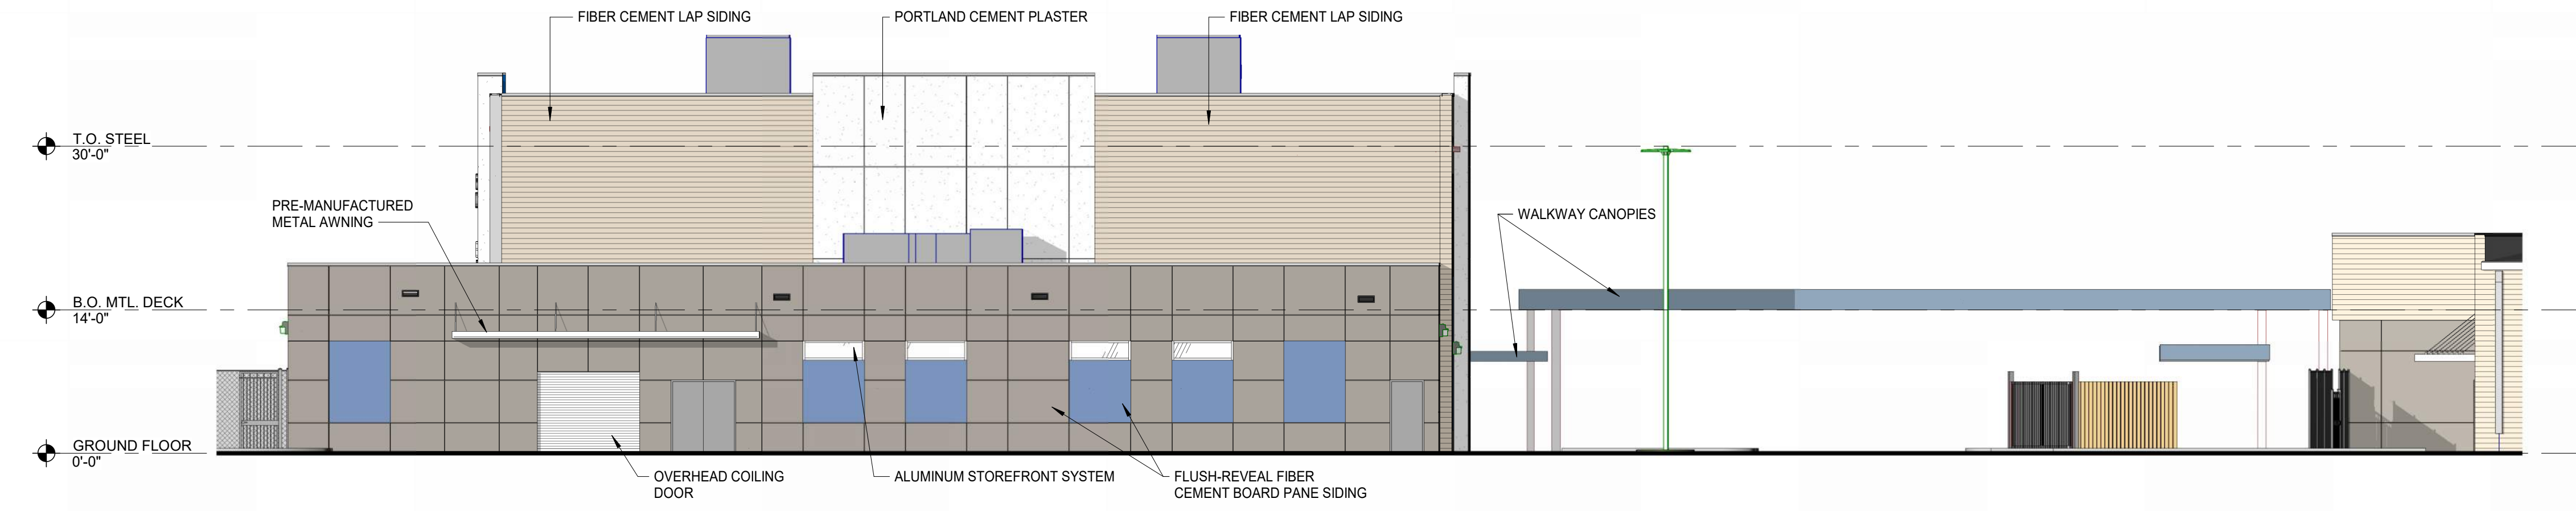 FIBER CEMENT LAP SIDING
PORTLAND CEMENT PLASTER
FIBER CEMENT LAP SIDING
T.O. STEEL
30'-0"
PRE-MANUFACTURED
METAL AWNING
WALKWAY CANOPIES
B.O. MTL. DECK
14'-0"
GROUND FLOOR
0'-0"
OVERHEAD COILING
DOOR
ALUMINUM STOREFRONT SYSTEM
FLUSH-REVEAL FIBER
CEMENT BOARD PANE SIDING